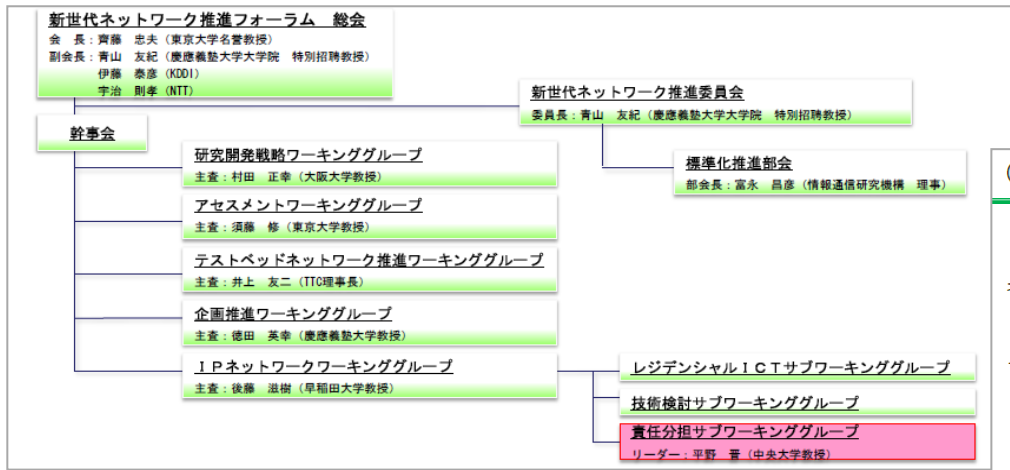 新世代ネットワーク推進フォーラム　総会
会　長：齊藤　忠夫（東京大学名誉教授）
副会長：青山　友紀（慶應義塾大学大学院　特別招聘教授）
伊藤　泰彦（KDDI）
宇治　則孝（NTT）
幹事会
新世代ネットワーク推進委員会
委員長：青山　友紀（慶應義塾大学大学院　特別招聘教授）
標準化推進部会
部会長：富永　昌彦（情報通信研究機構　理事）
研究開発戦略ワーキンググループ
主査：村田　正幸（大阪大学教授）
アセスメントワーキンググループ
主査：須藤　修（東京大学教授）
テストベッドネットワーク推進ワーキンググループ
主査：井上　友二（TTC理事長）
企画推進ワーキンググループ
主査：徳田　英幸（慶應義塾大学教授）
ＩＰネットワークワーキンググループ
主査：後藤　滋樹（早稲田大学教授）
レジデンシャルＩＣＴサブワーキンググループ
技術検討サブワーキンググループ
責任分担サブワーキンググループ
リーダー：平野　晋（中央大学教授）